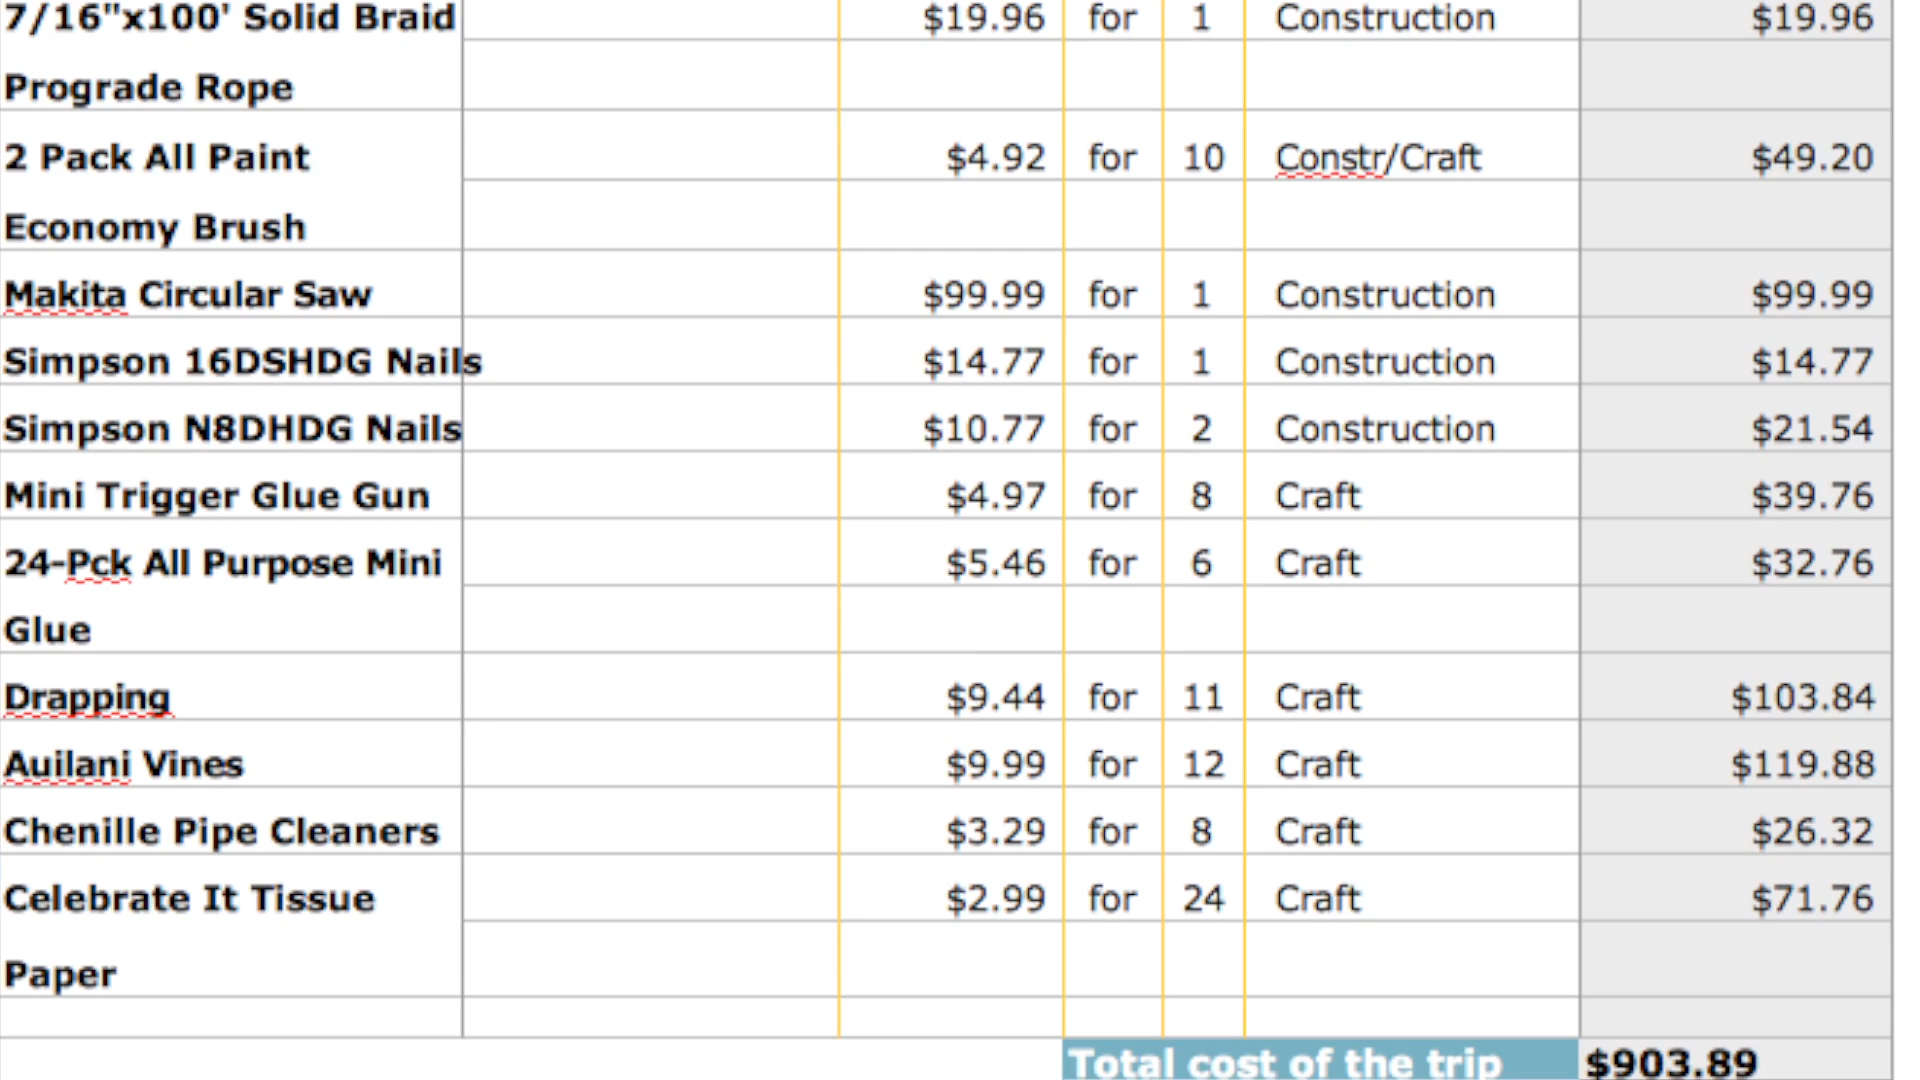 7/16"x100' Solid Braid $19.96 for 1 Construction $19.96
Prograde Rope
2 Pack All Paint $4.92 for 10 Constr/Craft $49.20
Economy Brush
Makita Circular Saw $99.99 for 1 Construction $99.99
Simpson 16DSHDG Nails $14.77 for 1 Construction $14.77
Simpson N8DHDG Nails $10.77 for 2 Construction $21.54
Mini Trigger Glue Gun $4.97 for 8 Craft $39.76
24-Pck All Purpose Mini $5.46 for 6 Craft $32.76
Glue
Drapping $9.44 for 11 Craft $103.84
Auilani Vines $9.99 for 12 Craft $119.88
Chenille Pipe Cleaners $3.29 for 8 Craft $26.32
Celebrate It Tissue $2.99 for 24 Craft $71.76
Paper
Total cost of the trip $903.89